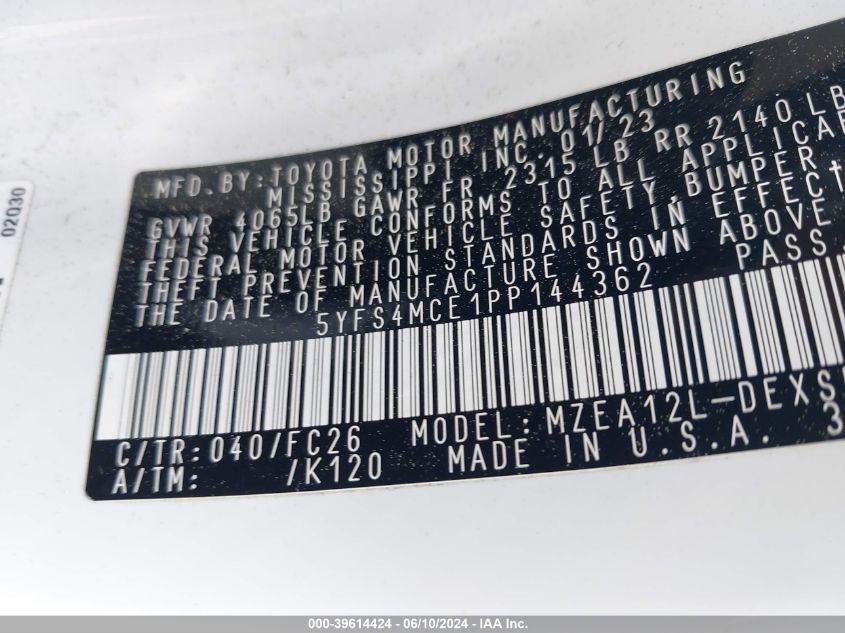 02030
MFD. BY: TOYOTA MOTOR MANUFACTURING
MISSISSIPPI INC. 01/23
GVWR 4065LB GAWR FR 2315 LB RR 2140 LB
THIS VEHICLE CONFORMS TO ALL
FEDERAL MOTOR VEHICLE SAFETY, BUMPER,
THEFT PREVENTION STANDARDS IN EFFECT
THE DATE OF MANUFACTURE SHOWN ABOVE
5YFS4MCE1PP144362 PASS.
C/TR: 040/FC26 MODEL: MZEA12L-DEXS
A/TM: /K120 MADE IN U.S.A. 3
000-39614424 - 06/10/2024 - IAA Inc.